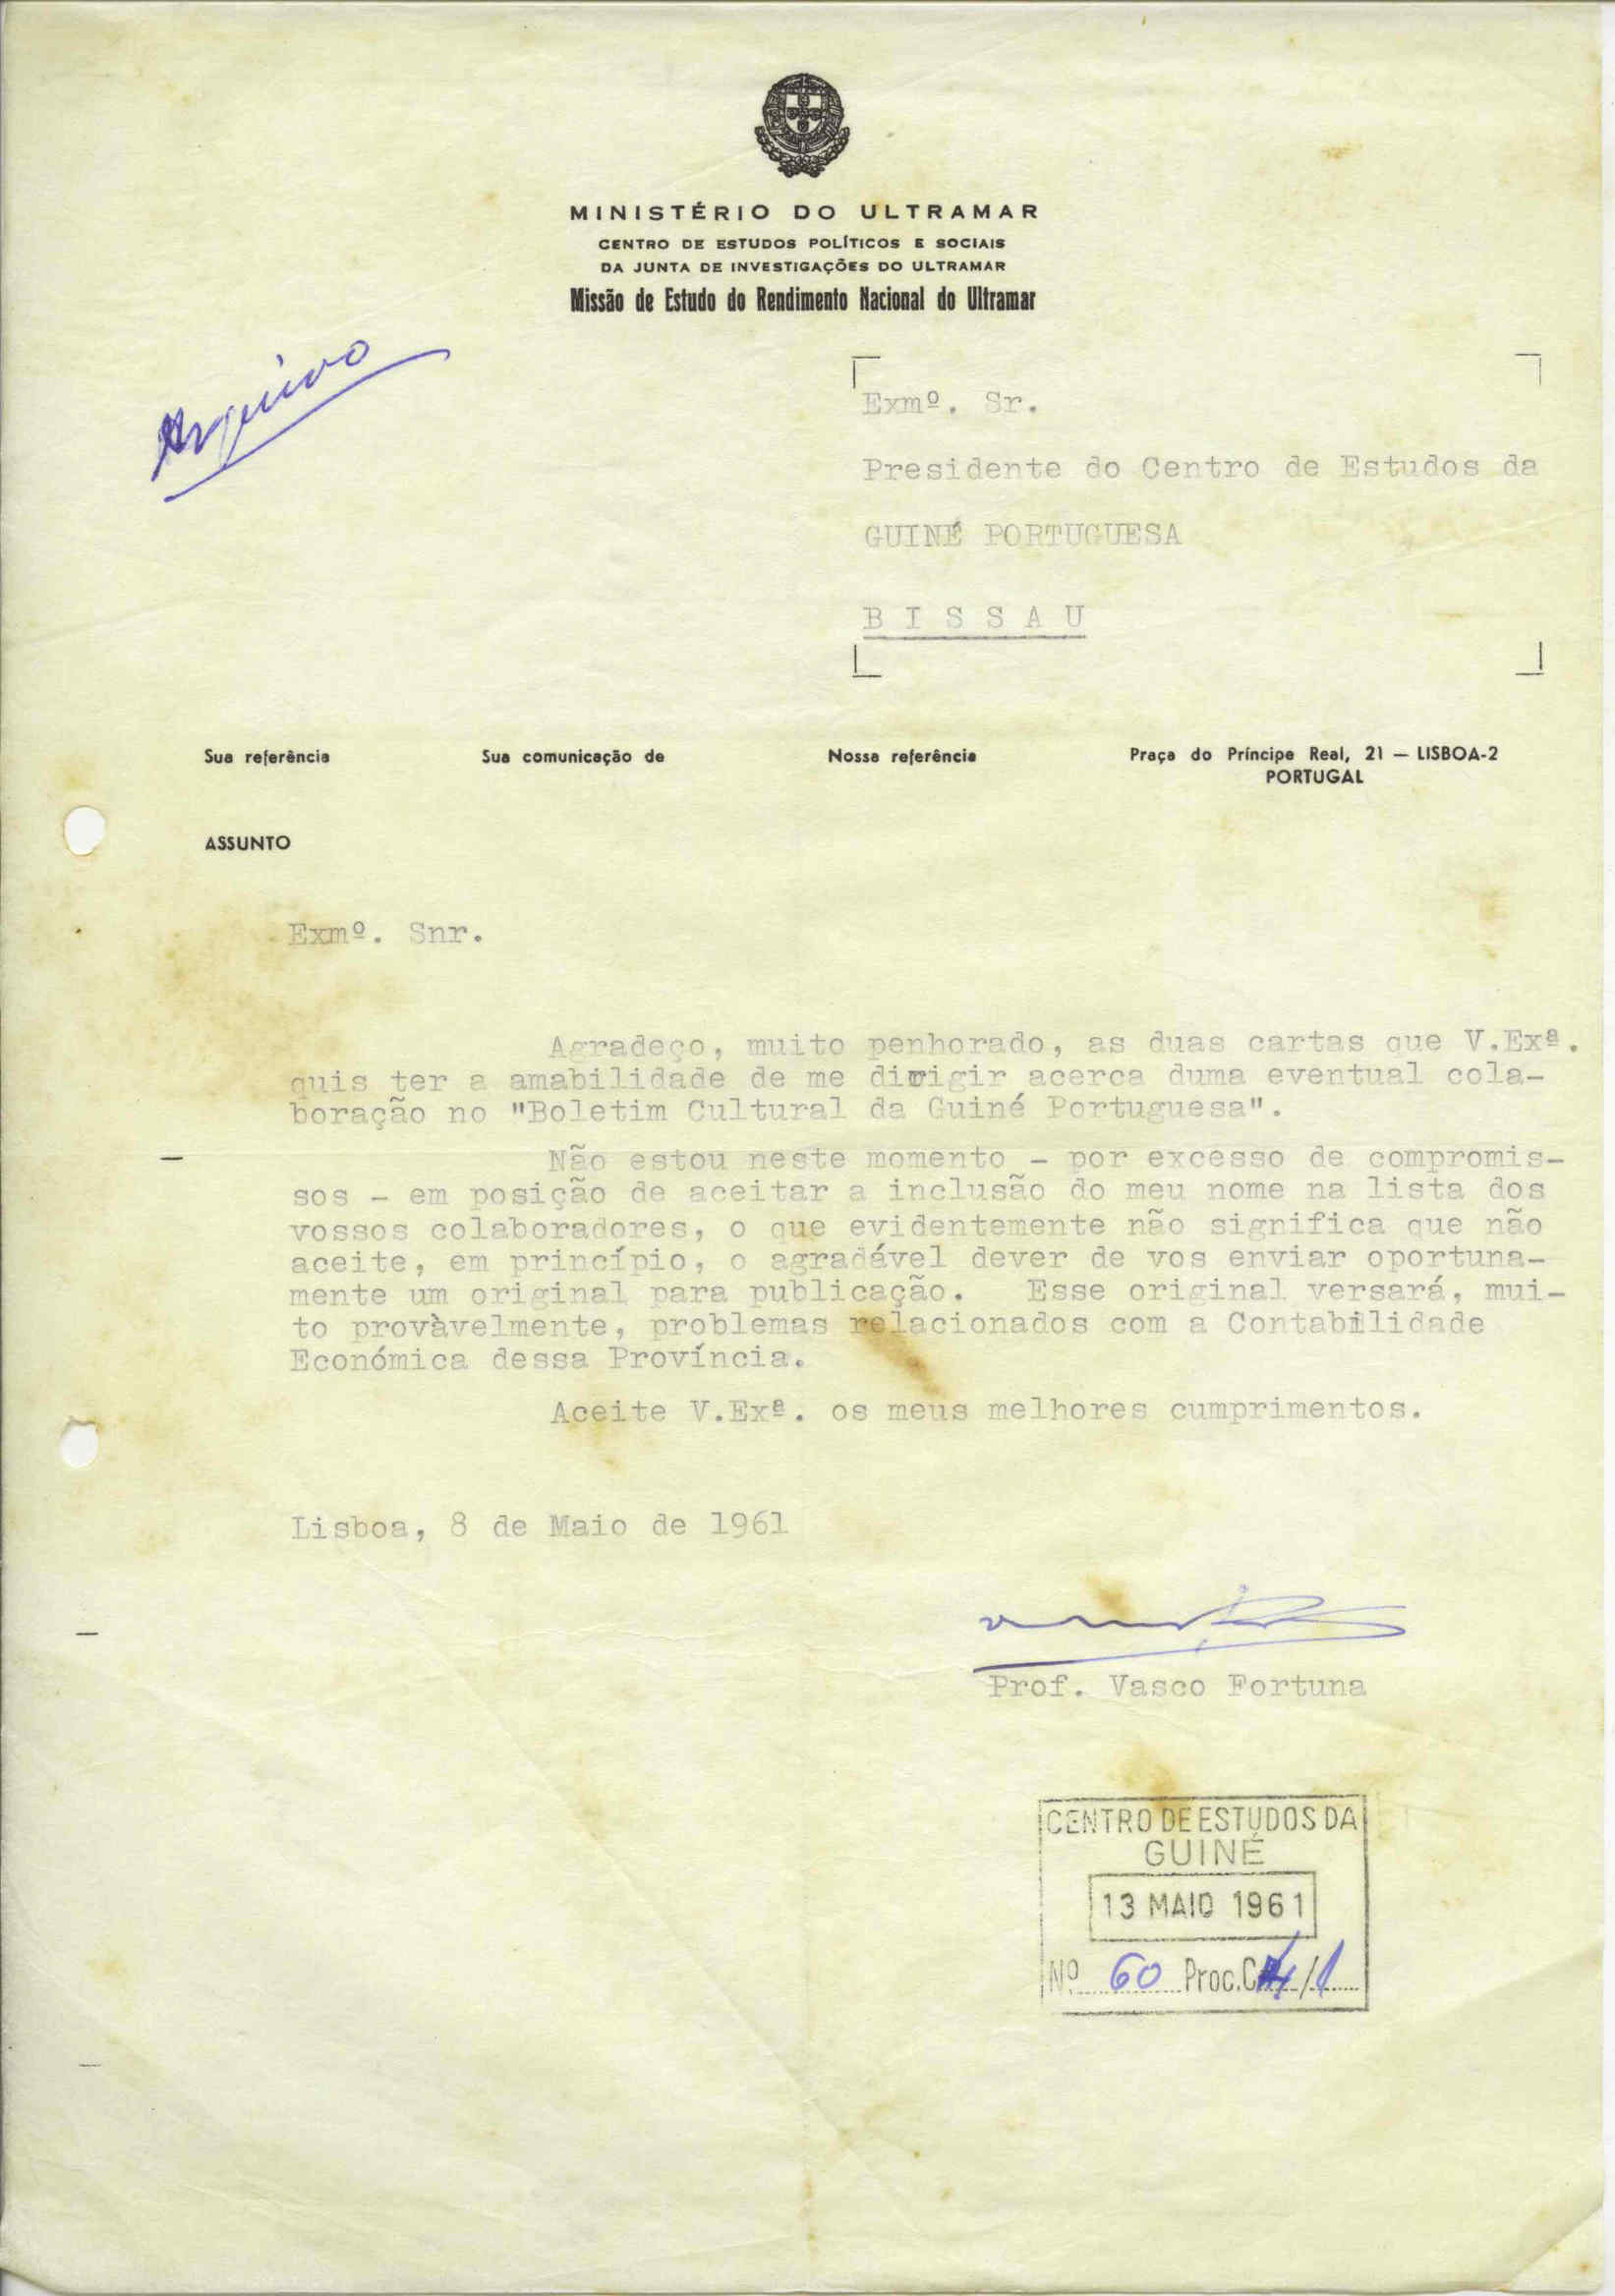 MINISTÉRIO DO ULTRAMAR
CENTRO DE ESTUDOS POLÍTICOS E SOCIAIS
DA JUNTA DE INVESTIGAÇÕES DO ULTRAMAR
Missão de Estudo do Rendimento Nacional do Ultramar
Arquivo
Exmº. Sr.
Presidente do Centro de Estudos da
GUINÉ PORTUGUESA
B I S S A U
Sua referência Sua comunicação de Nossa referência Praça do Príncipe Real, 21 — LISBOA-2
PORTUGAL
ASSUNTO
Exmº. Snr.
Agradeço, muito penhorado, as duas cartas que V.Exª.
quis ter a amabilidade de me dirigir acerca duma eventual cola-
boração no "Boletim Cultural da Guiné Portuguesa".
Não estou neste momento - por excesso de compromis-
sos - em posição de aceitar a inclusão do meu nome na lista dos
vossos colaboradores, o que evidentemente não significa que não
aceite, em princípio, o agradável dever de vos enviar oportuna-
mente um original para publicação. Esse original versará, mui-
to provàvelmente, problemas relacionados com a Contabilidade
Económica dessa Província.
Aceite V.Exª. os meus melhores cumprimentos.
Lisboa, 8 de Maio de 1961
Prof. Vasco Fortuna
CENTRO DE ESTUDOS DA
GUINÉ
13 MAIO 1961
Nº 60 Proc.C /1